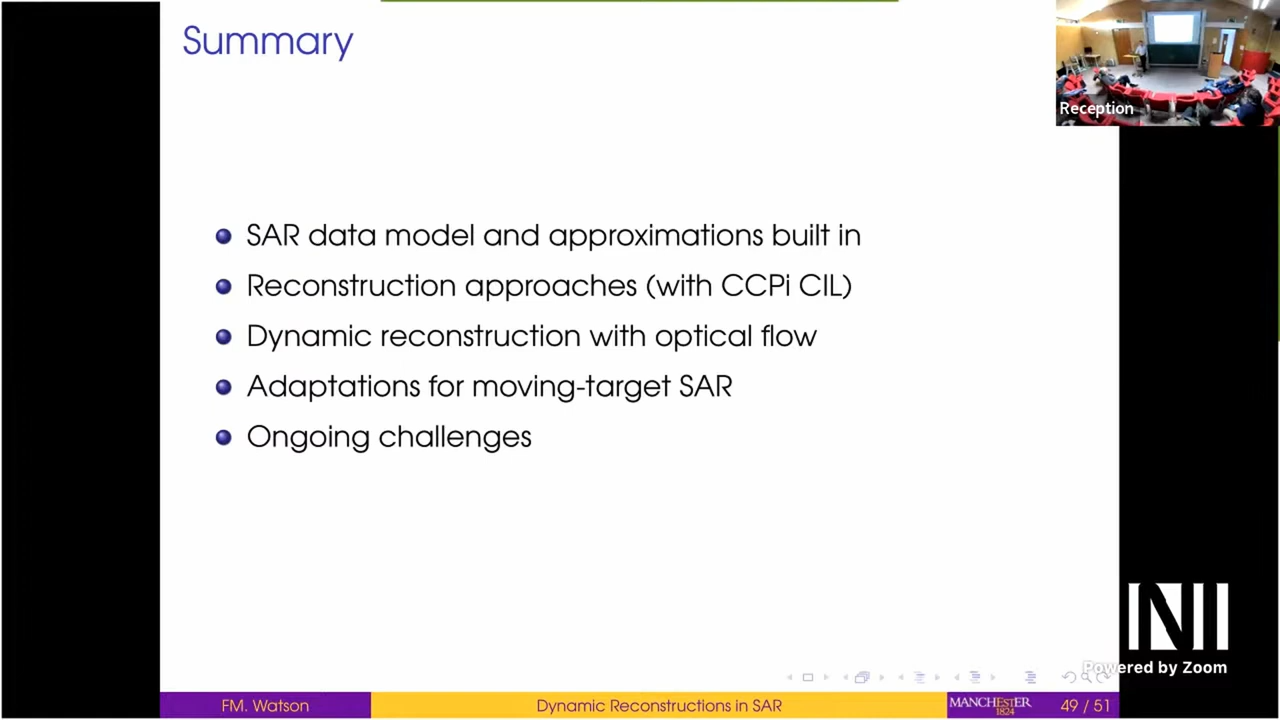 Summary
Reception
SAR data model and approximations built in
Reconstruction approaches (with CCPi CIL)
Dynamic reconstruction with optical flow
Adaptations for moving-target SAR
Ongoing challenges
NI
Powered by Zoom
FM. Watson
Dynamic Reconstructions in SAR
MANCHESTER
1824
49 / 51